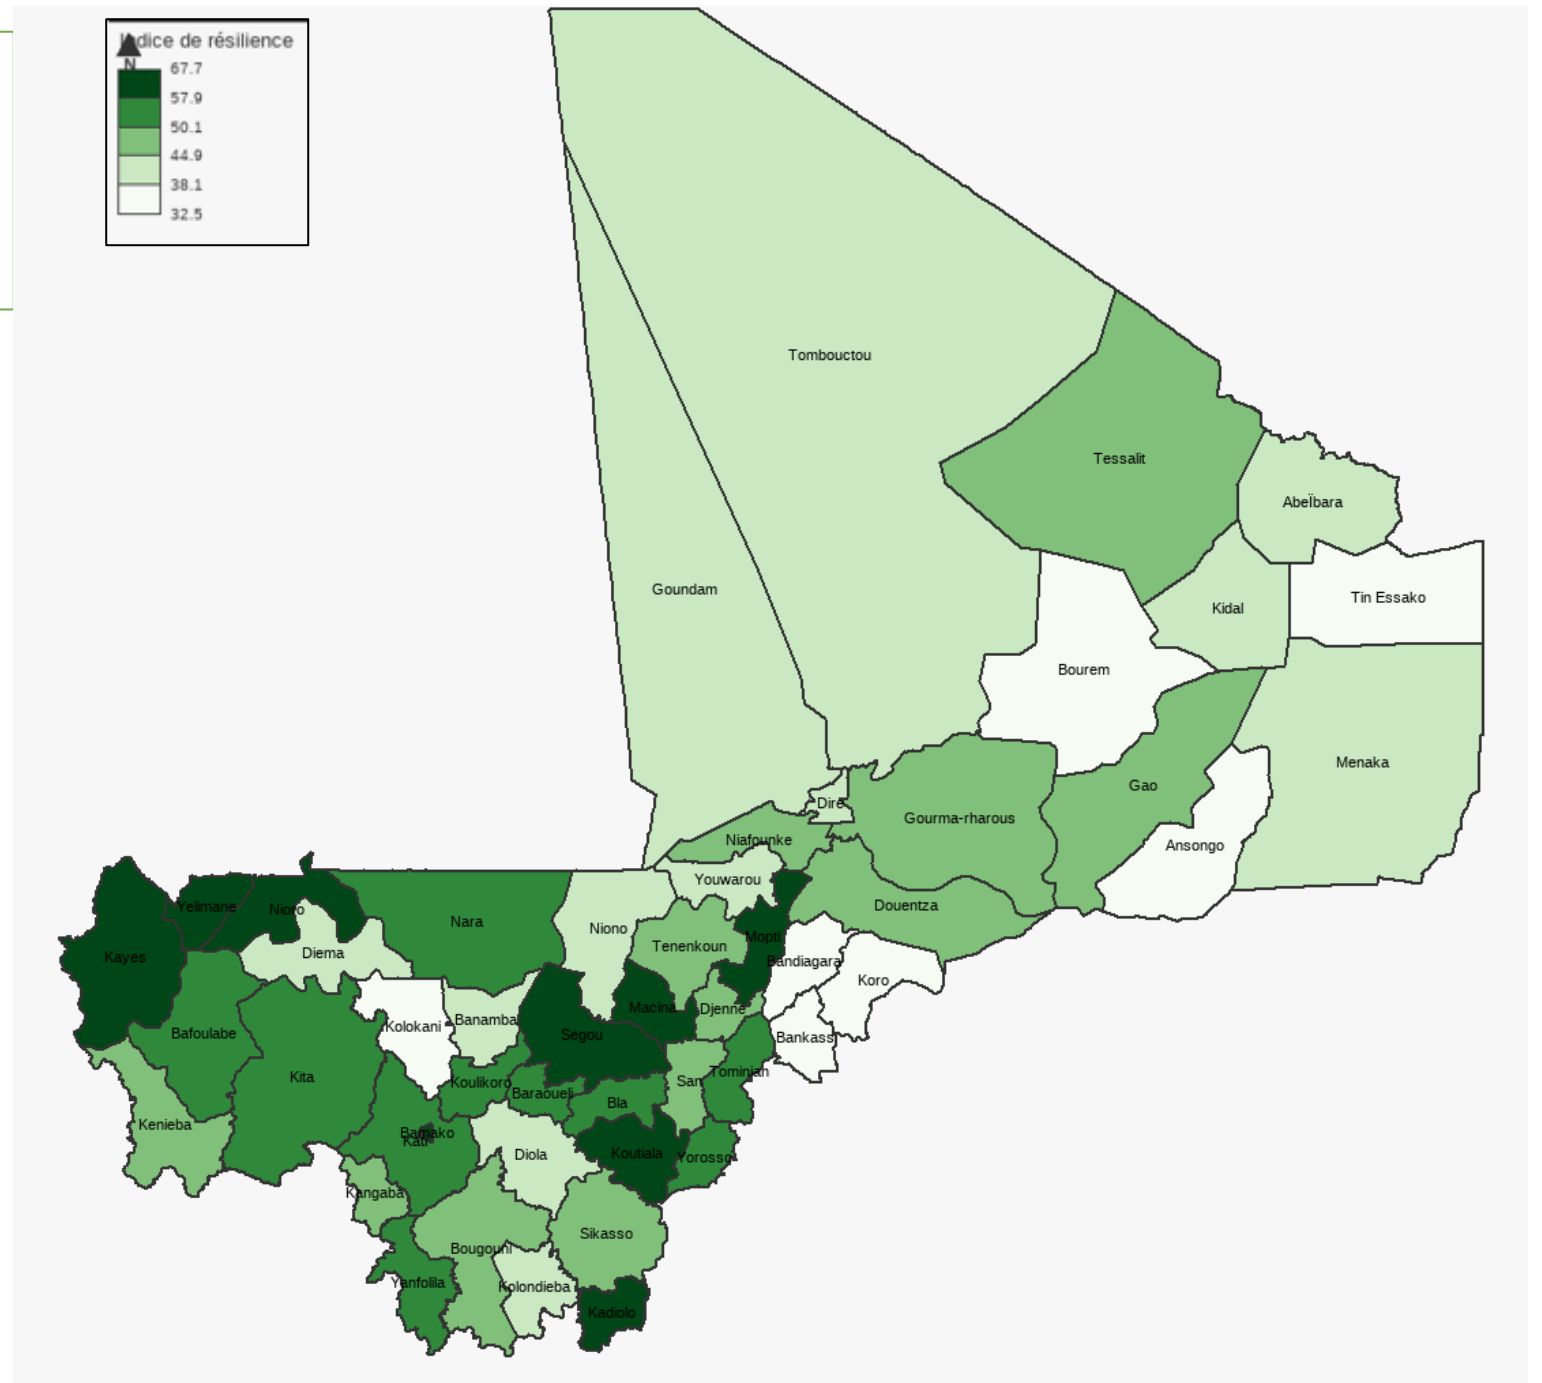 Indice de résilience
N
67.7
57.9
50.1
44.9
38.1
32.5
Tombouctou
Tessalit
AbeÏbara
Goundam
Kidal
Tin Essako
Bourem
Menaka
Gao
Dire
Gourma-rharous
Niafounke
Ansongo
Youwarou
Douentza
Yelimane
Nioro
Nara
Niono
Mopti
Tenenkoun
Diema
Kayes
Bandiagara
Koro
Macina
Djenne
Banamba
Kolokani
Segou
Bafoulabe
Bankass
Kita
Koulikoro
San
Tominian
Baraoueli
Bla
Kenieba
Bamako
Kati
Diola
Koutiala
Yorosso
Kangaba
Sikasso
Bougouni
Yanfolila
Kolondieba
Kadiolo